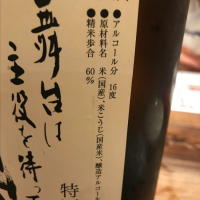 ●アルコール分 16度
●原材料名 米(国産)、米こうじ(国産米)、醸造アルコール
●精米歩合 60%
舞台は
主役を待って
特